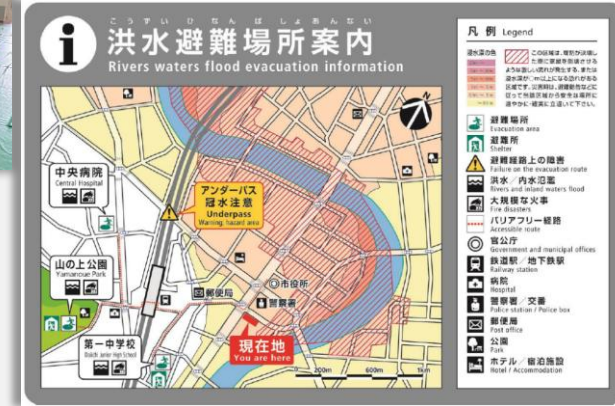 こうずい ひなん ばしょあんない
洪水避難場所案内
Rivers waters flood evacuation information
中央病院
Central Hospital
アンダーパス
冠水注意
Underpass
Warning, hazard area
山の上公園
Yamanoue Park
郵便局
市役所
警察署
第一中学校
Daiichi Junior High School
現在地
You are here
200m
600m
1km
凡例 Legend
浸水深の色
避難場所
Evacuation area
避難所
Shelter
避難経路上の障害
Failure on the evacuation route
洪水/内水氾濫
Rivers and inland waters flood
大規模な火事
Fire disasters
バリアフリー経路
Accessible route
官公庁
Government and municipal offices
鉄道駅/地下鉄駅
Railway station
病院
Hospital
警察署/交番
Police station / Police box
郵便局
Post office
公園
Park
ホテル/宿泊施設
Hotel / Accommodation